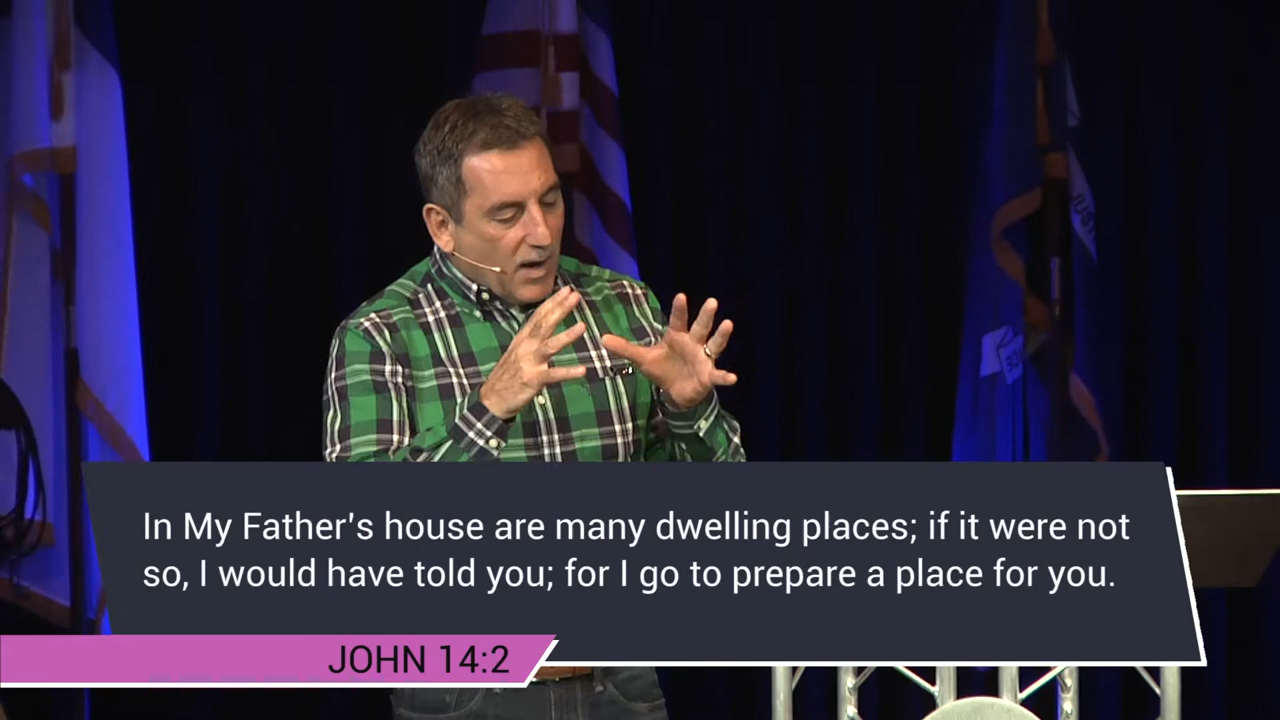 In My Father's house are many dwelling places; if it were not
so, I would have told you; for I go to prepare a place for you.
JOHN 14:2